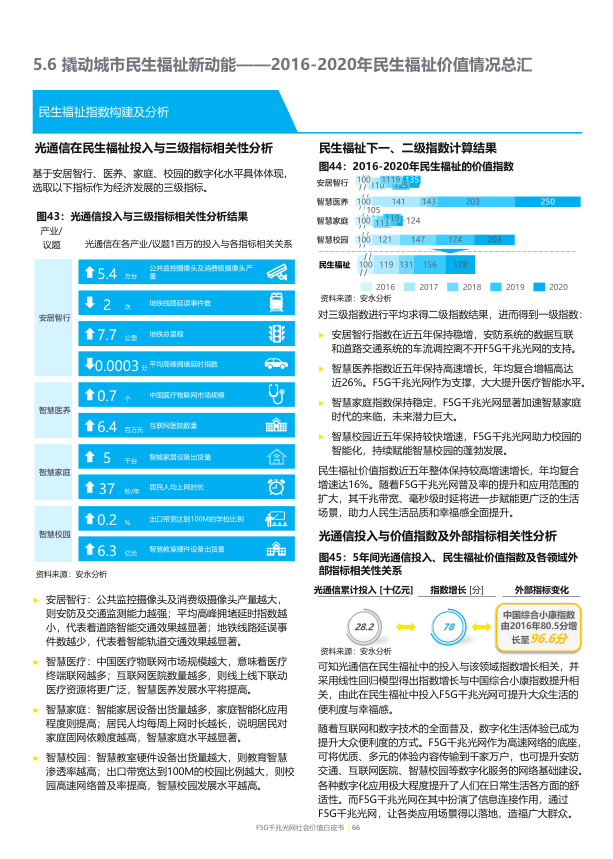 5.6 撬动城市民生福祉新动能——2016-2020年民生福祉价值情况总汇
民生福祉指数构建及分析
光通信在民生福祉投入与三级指标相关性分析
基于安居智行、医养、家庭、校园的数字化水平具体体现，
选取以下指标作为经济发展的三级指标。
图43：光通信投入与三级指标相关性分析结果
产业/
议题
光通信在各产业/议题1百万的投入与各指标相关关系
安居智行
5.4 万台
公共监控摄像头及消费级摄像头产
量
2 次 地铁线路延误事件数
7.7 公里 地铁总里程
0.0003 分 平均高峰拥堵延时指数
智慧医养
0.7 个 中国医疗物联网市场规模
6.4 百万元 互联网医院数量
智慧家庭
5 千台 智能家居设备出货量
37 秒/年 居民人均上网时长
智慧校园
0.2 % 出口带宽达到100M的学校比例
6.3 亿元 智慧教室硬件设备出货量
资料来源：安永分析
► 安居智行：公共监控摄像头及消费级摄像头产量越大，
则安防及交通监测能力越强；平均高峰拥堵延时指数越
小，代表着道路智能交通效果越显著；地铁线路延误事
件数越少，代表着智能轨道交通效果越显著。
► 智慧医疗：中国医疗物联网市场规模越大，意味着医疗
终端联网越多；互联网医院数量越多，则线上线下联动
医疗资源将更广泛，智慧医养发展水平将提高。
► 智慧家庭：智能家居设备出货量越多，家庭智能化应用
程度则提高；居民人均每周上网时长越长，说明居民对
家庭固网依赖度越高，智慧家庭水平越显著。
► 智慧校园：智慧教室硬件设备出货量越大，则教育智慧
渗透率越高；出口带宽达到100M的校园比例越大，则校
园高速网络普及率提高，智慧校园发展水平越高。
民生福祉下一、二级指数计算结果
图44：2016-2020年民生福祉的价值指数
安居智行 100 110 111 9 125 135
智慧医养 100 141 143 203 250
105
智慧家庭 100 113 119 124
智慧校园 100 121 147 174 203
民生福祉 100 119 131 156 178
2016 2017 2018 2019 2020
资料来源：安永分析
对三级指数进行平均求得二级指数结果，进而得到一级指数：
► 安居智行指数在近五年保持稳增，安防系统的数据互联
和道路交通系统的车流调控离不开F5G千兆光网的支持。
► 智慧医养指数近五年保持高速增长，年均复合增幅高达
近26%。F5G千兆光网作为支撑，大大提升医疗智能水平。
► 智慧家庭指数保持稳定，F5G千兆光网显著加速智慧家庭
时代的来临，未来潜力巨大。
► 智慧校园近五年保持较快增速，F5G千兆光网助力校园的
智能化，持续赋能智慧校园的蓬勃发展。
民生福祉价值指数近五年整体保持较高增速增长，年均复合
增速达16%。随着F5G千兆光网普及率的提升和应用范围的
扩大，其千兆带宽、毫秒级时延将进一步赋能更广泛的生活
场景，助力人民生活品质和幸福感全面提升。
光通信投入与价值指数及外部指标相关性分析
图45：5年间光通信投入、民生福祉价值指数及各领域外
部指标相关性关系
光通信累计投入 [十亿元] 指数增长 [分] 外部指标变化
28.2 78
中国综合小康指数
由2016年80.5分增
长至96.6分
资料来源：安永分析
可知光通信在民生福祉中的投入与该领域指数增长相关，并
采用线性回归模型得出指数增长与中国综合小康指数提升相
关，由此在民生福祉中投入F5G千兆光网可提升大众生活的
便利度与幸福感。
随着互联网和数字技术的全面普及，数字化生活体验已成为
提升大众便利度的方式。F5G千兆光网作为高速网络的底座，
可将优质、多元的体验内容传输到千家万户，也可提升安防
交通、互联网医院、智慧校园等数字化服务的网络基础建设。
各种数字化应用极大程度提升了人们在日常生活各方面的舒
适性。而F5G千兆光网在其中扮演了信息连接作用，通过
F5G千兆光网，让各类应用场景得以落地，造福广大群众。
F5G千兆光网社会价值白皮书 | 66